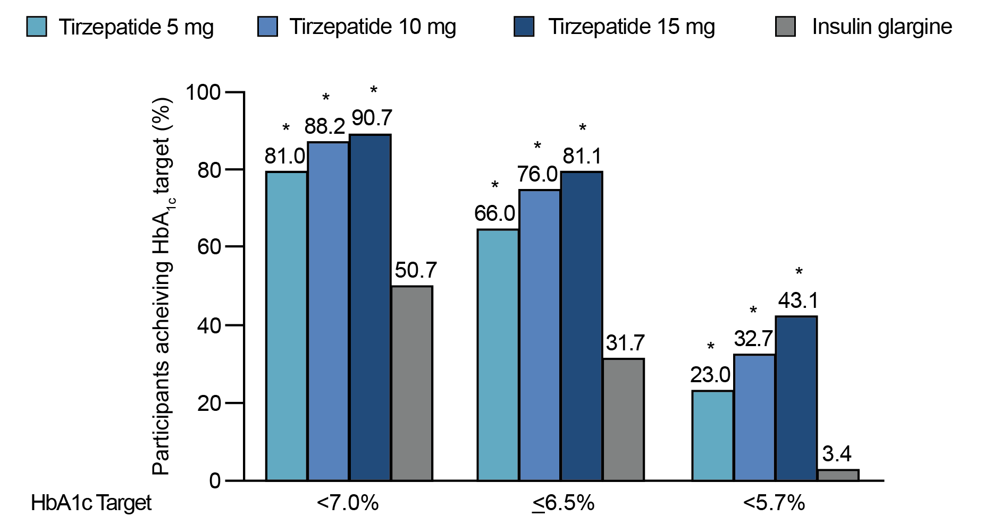 Tirzepatide 5 mg Tirzepatide 10 mg Tirzepatide 15 mg Insulin glargine
Participants acheiving HbA1c target (%)
100
80
60
40
20
0
* * *
81.0 88.2 90.7 50.7
* * *
66.0 76.0 81.1 31.7
* * *
23.0 32.7 43.1 3.4
HbA1c Target <7.0% ≤6.5% <5.7%